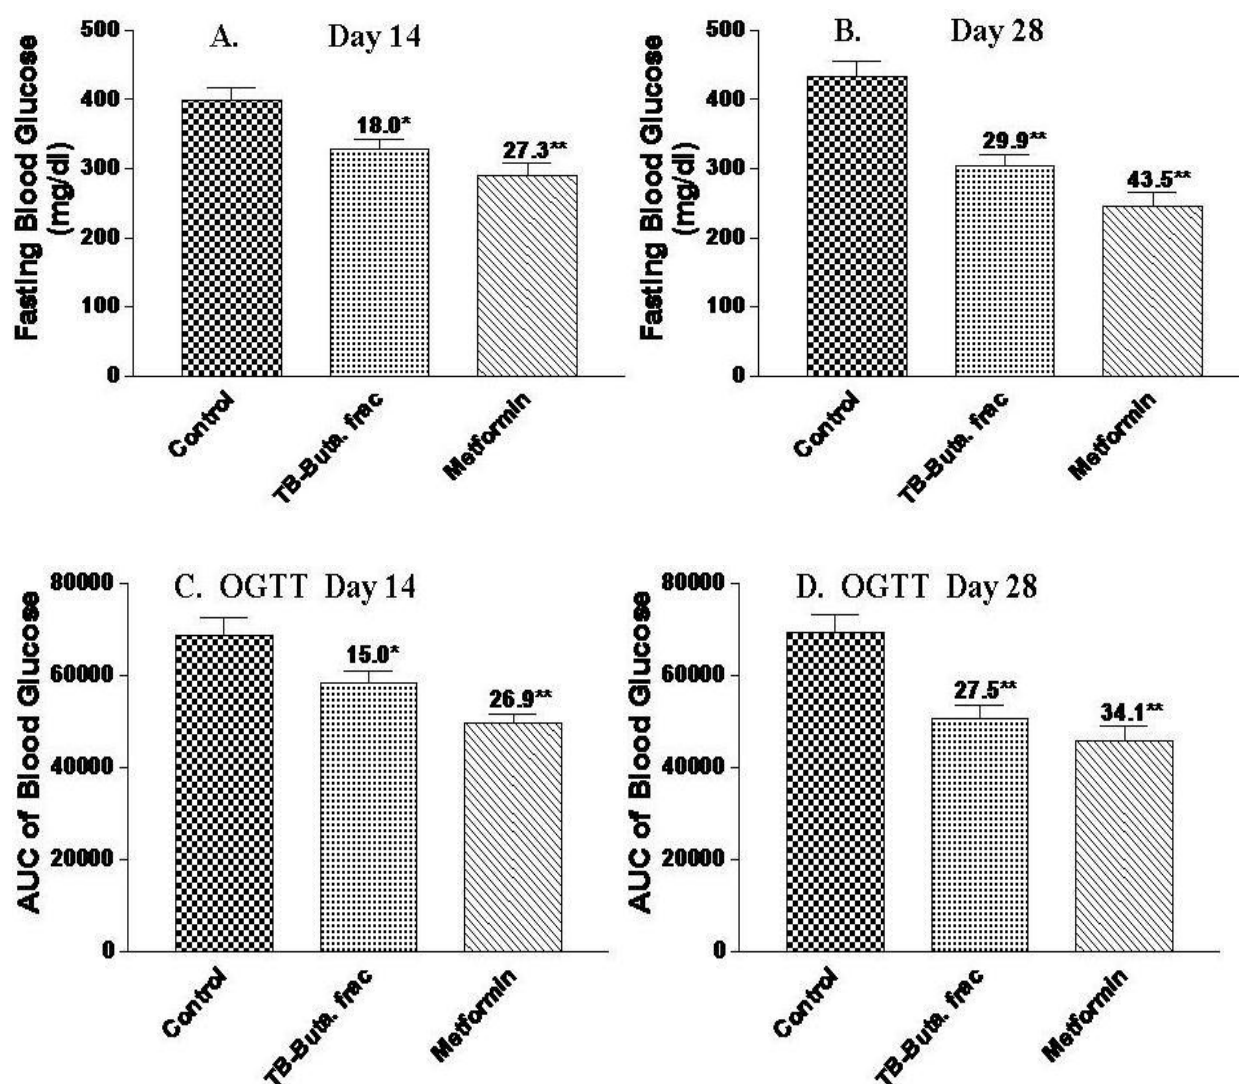 A. Day 14
Fasting Blood Glucose
(mg/dl)
500
400
300
200
100
0
18.0*
27.3**
Control
TB-Buta. frac
Metformin
B. Day 28
Fasting Blood Glucose
(mg/dl)
500
400
300
200
100
0
29.9**
43.5**
Control
TB-Buta. frac
Metformin
C. OGTT Day 14
AUC of Blood Glucose
80000
60000
40000
20000
0
15.0*
26.9**
Control
TB-Buta. frac
Metformin
D. OGTT Day 28
AUC of Blood Glucose
80000
60000
40000
20000
0
27.5**
34.1**
Control
TB-Buta. frac
Metformin